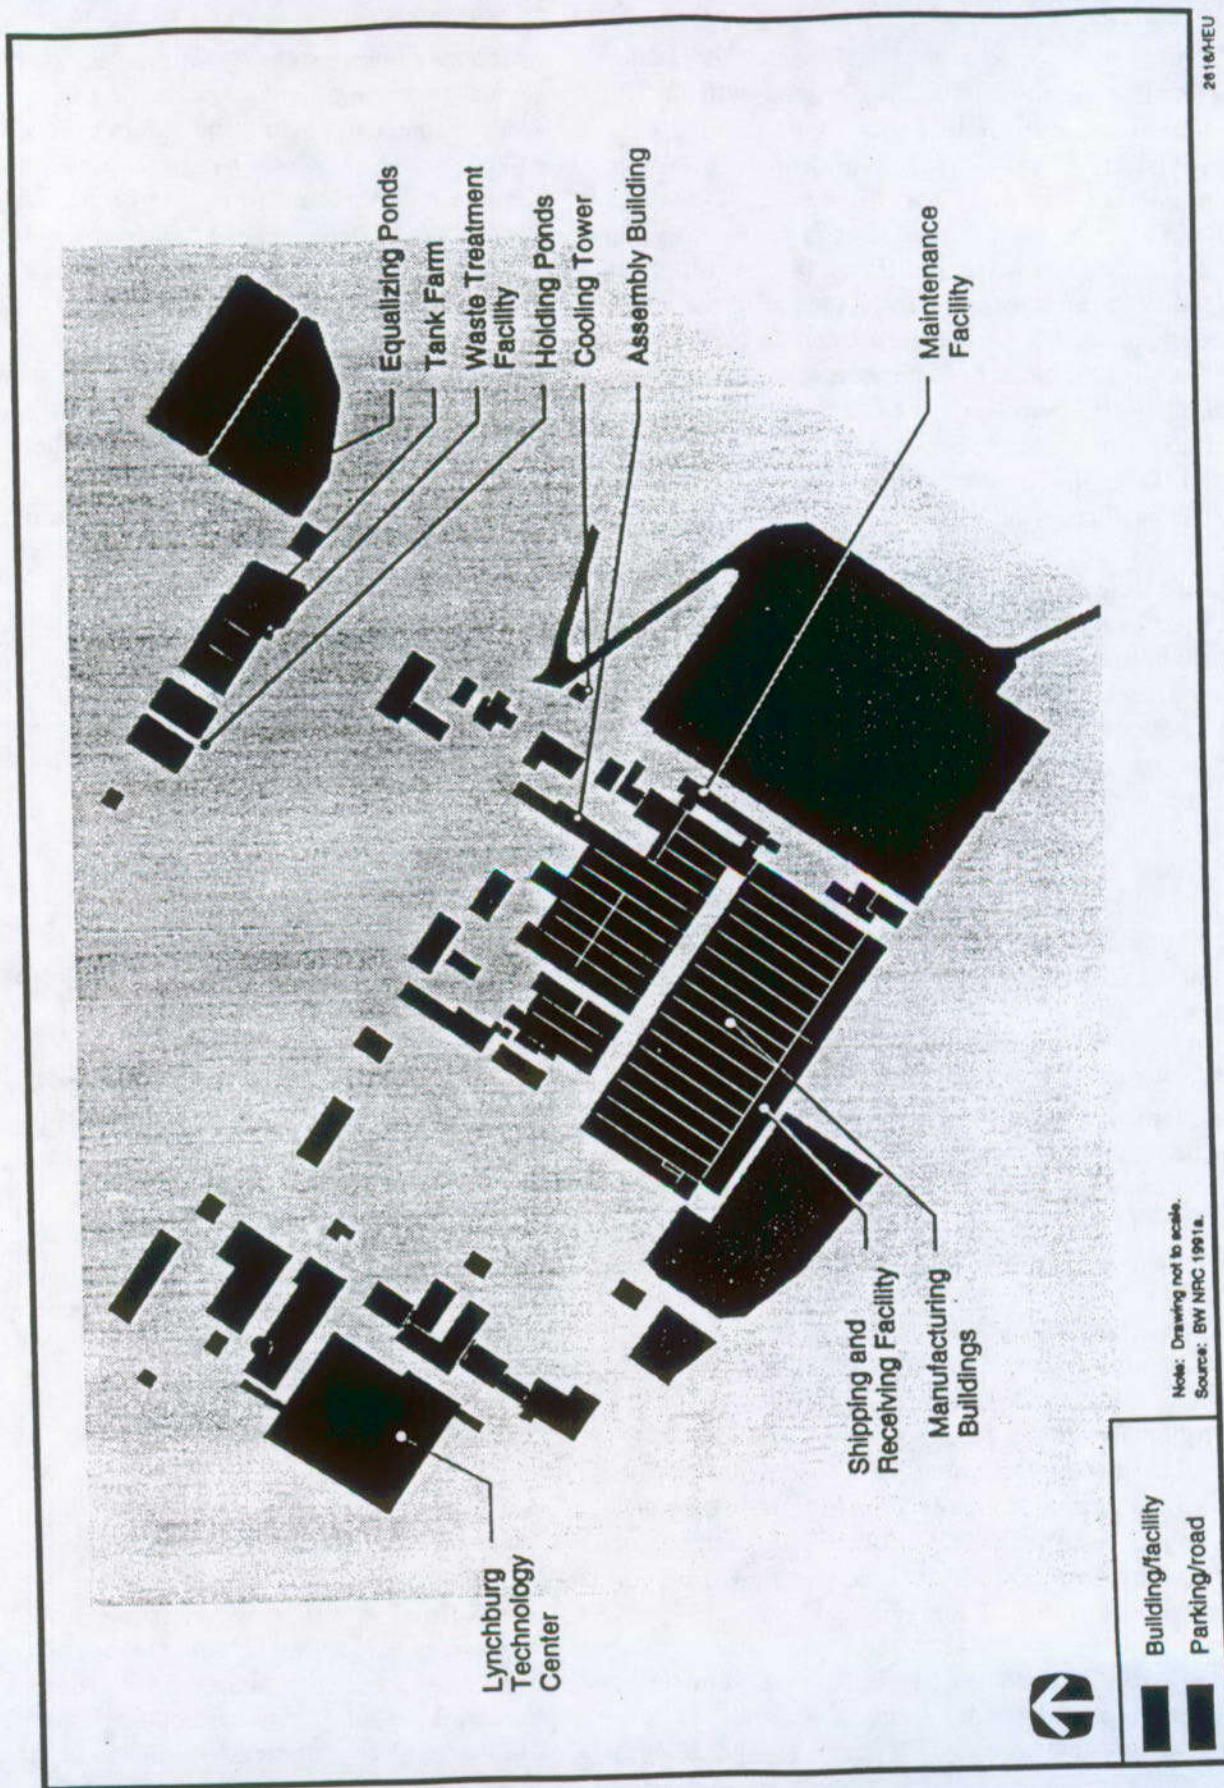 Equalizing Ponds
Tank Farm
Waste Treatment
Facility
Holding Ponds
Cooling Tower
Assembly Building
Maintenance
Facility
Lynchburg
Technology
Center
Shipping and
Receiving Facility
Manufacturing
Buildings
Building/facility
Parking/road
Note: Drawing not to scale.
Source: BW NRC 1991a.
2816/HEU